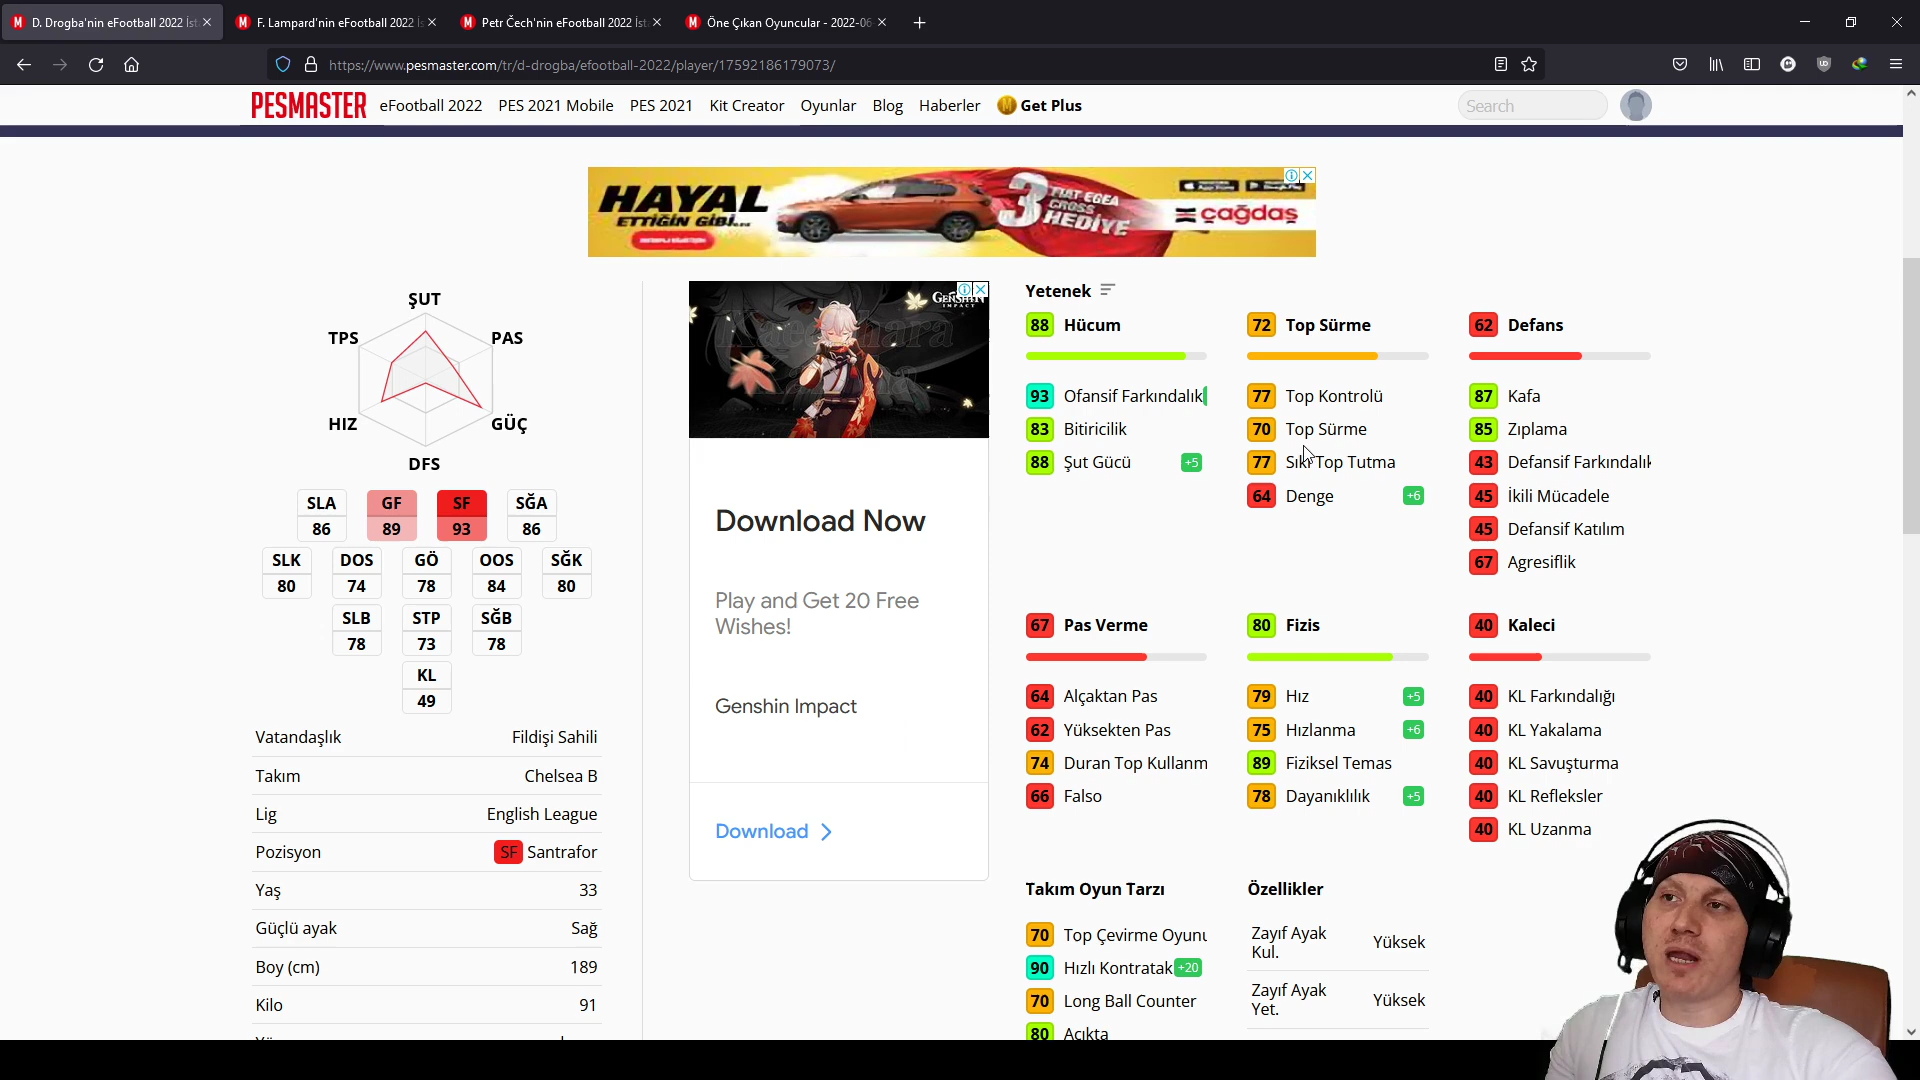 D. Drogba'nin eFootball 2022 İst
F. Lampard'nin eFootball 2022 İs
Petr Čech'nin eFootball 2022 İst
Öne Çıkan Oyuncular - 2022-06
https://www.pesmaster.com/tr/d-drogba/efootball-2022/player/17592186179073/
PESMASTER eFootball 2022 PES 2021 Mobile PES 2021 Kit Creator Oyunlar Blog Haberler Get Plus Search
HAYAL
ETTİĞİN GİBİ..
3 FIAT EGEA
CROSS
HEDİYE
çağdaş
ŞUT
TPS PAS
HIZ GÜÇ
DFS
SLA GF SF SĞA
86 89 93 86
SLK DOS GÖ OOS SĞK
80 74 78 84 80
SLB STP SĞB
78 73 78
KL
49
Vatandaşlık Fildişi Sahili
Takım Chelsea B
Lig English League
Pozisyon SF Santrafor
Yaş 33
Güçlü ayak Sağ
Boy (cm) 189
Kilo 91
GENSHIN
IMPACT
Download Now
Play and Get 20 Free
Wishes!
Genshin Impact
Download
Yetenek
88 Hücum
93 Ofansif Farkındalık
83 Bitiricilik
88 Şut Gücü +5
72 Top Sürme
77 Top Kontrolü
70 Top Sürme
77 Sıkı Top Tutma
64 Denge +6
62 Defans
87 Kafa
85 Zıplama
43 Defansif Farkındalık
45 İkili Mücadele
45 Defansif Katılım
67 Agresiflik
67 Pas Verme
64 Alçaktan Pas
62 Yüksekten Pas
74 Duran Top Kullanm
66 Falso
80 Fizis
79 Hız +5
75 Hızlanma +6
89 Fiziksel Temas
78 Dayanıklılık +5
40 Kaleci
40 KL Farkındalığı
40 KL Yakalama
40 KL Savuşturma
40 KL Refleksler
40 KL Uzanma
Takım Oyun Tarzı
70 Top Çevirme Oyunu
90 Hızlı Kontratak +20
70 Long Ball Counter
80 Açıkta
Özellikler
Zayıf Ayak
Kul. Yüksek
Zayıf Ayak
Yet. Yüksek